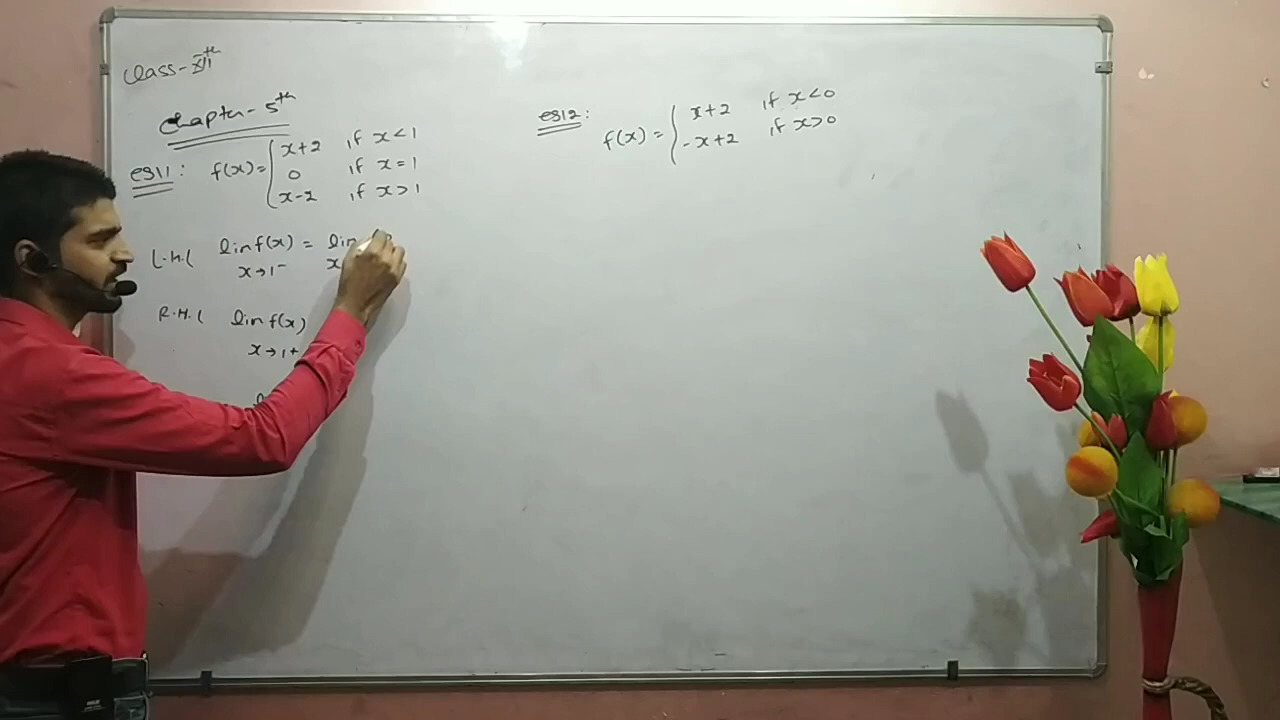 Class-XIIth
Chapter-5th
eg11: f(x)= { x+2 if x<1
0 if x=1
x-2 if x>1
L.H.L lim f(x) = lim
x→1⁻ x
R.H.L lim f(x)
x→1+
eg12: f(x)= { x+2 if x<0
-x+2 if x>0